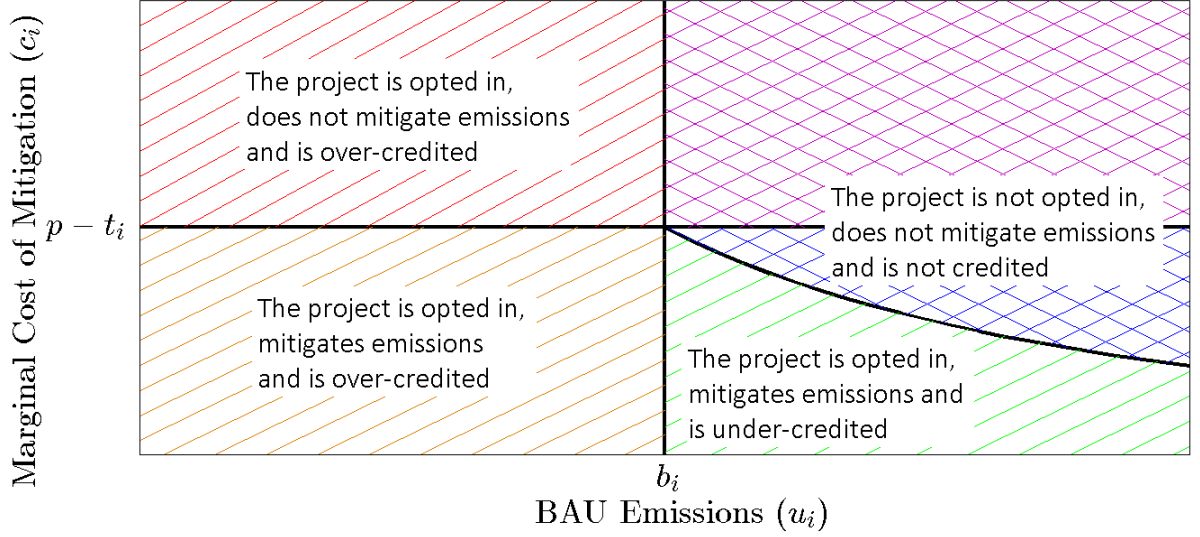 Marginal Cost of Mitigation (c_i)
The project is opted in,
does not mitigate emissions
and is over-credited
The project is not opted in,
does not mitigate emissions
and is not credited
p − t_i
The project is opted in,
mitigates emissions
and is over-credited
The project is opted in,
mitigates emissions and
is under-credited
b_i
BAU Emissions (u_i)